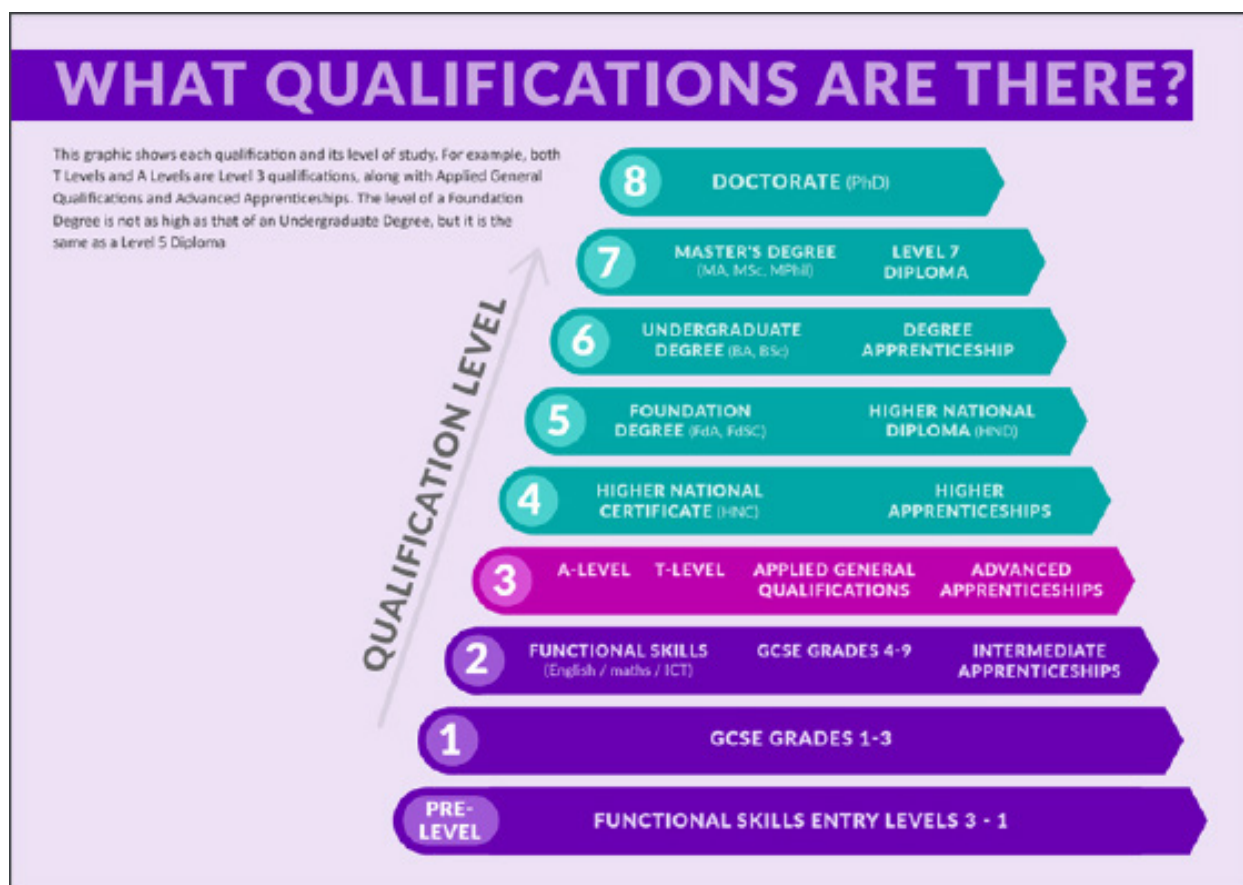 WHAT QUALIFICATIONS ARE THERE?
This graphic shows each qualification and its level of study. For example, both
T Levels and A Levels are Level 3 qualifications, along with Applied General
Qualifications and Advanced Apprenticeships. The level of a Foundation
Degree is not as high as that of an Undergraduate Degree, but it is the
same as a Level 5 Diploma
QUALIFICATION LEVEL
8
DOCTORATE (PhD)
7
MASTER'S DEGREE
(MA, MSc, MPhil)
LEVEL 7
DIPLOMA
6
UNDERGRADUATE
DEGREE (BA, BSc)
DEGREE
APPRENTICESHIP
5
FOUNDATION
DEGREE (FdA, FdSC)
HIGHER NATIONAL
DIPLOMA (HND)
4
HIGHER NATIONAL
CERTIFICATE (HNC)
HIGHER
APPRENTICESHIPS
3
A-LEVEL
T-LEVEL
APPLIED GENERAL
QUALIFICATIONS
ADVANCED
APPRENTICESHIPS
2
FUNCTIONAL SKILLS
(English / maths / ICT)
GCSE GRADES 4-9
INTERMEDIATE
APPRENTICESHIPS
1
GCSE GRADES 1-3
PRE-
LEVEL
FUNCTIONAL SKILLS ENTRY LEVELS 3 - 1